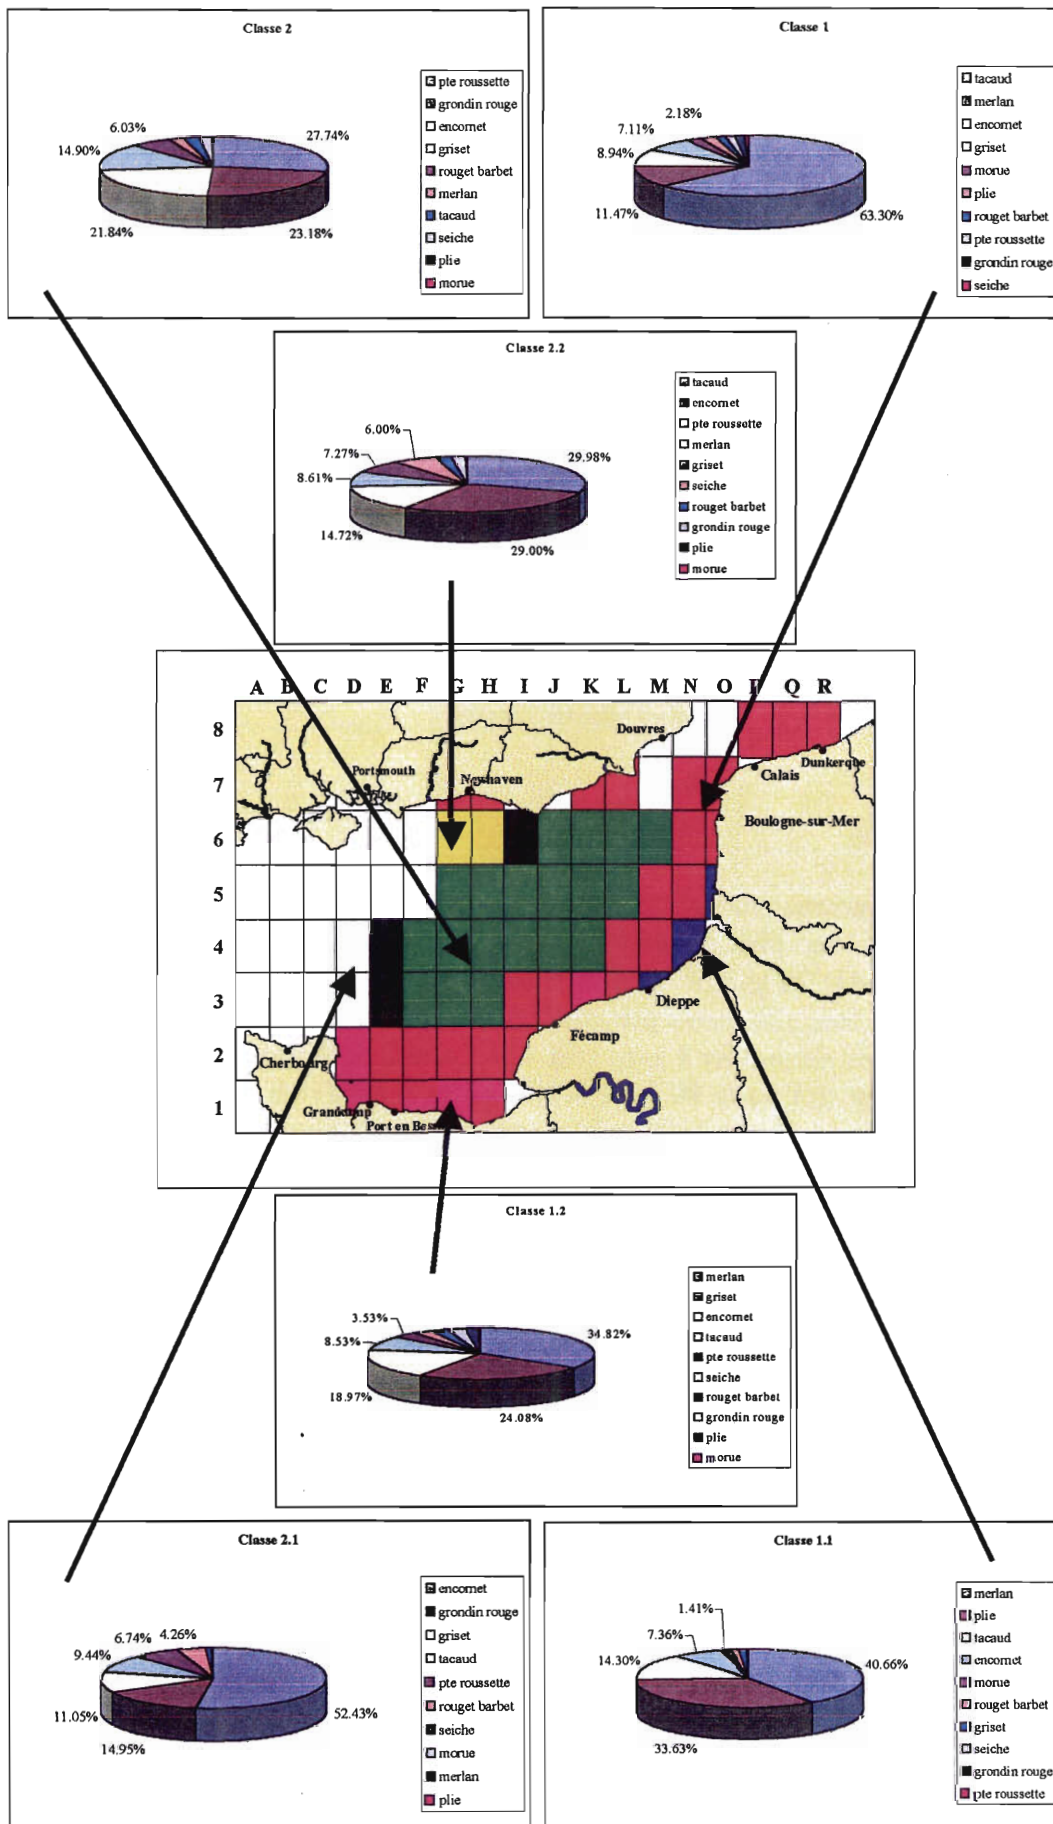 Classe 2
6.03%
27.74%
14.90%
21.84%
23.18%
pte roussette
grondin rouge
encornet
griset
rouget barbet
merlan
tacaud
seiche
plie
morue
Classe 1
2.18%
7.11%
8.94%
11.47%
63.30%
tacaud
merlan
encornet
griset
morue
plie
rouget barbet
pte roussette
grondin rouge
seiche
Classe 2.2
6.00%
7.27%
29.98%
8.61%
14.72%
29.00%
tacaud
encornet
pte roussette
merlan
griset
seiche
rouget barbet
grondin rouge
plie
morue
A B C D E F G H I J K L M N O P Q R
8
7
6
5
4
3
2
1
Douvres
Portsmouth
Newhaven
Calais
Dunkerque
Boulogne-sur-Mer
Dieppe
Fécamp
Cherbourg
Grandcamp
Port en Bessin
Classe 1.2
3.53%
34.82%
8.53%
18.97%
24.08%
merlan
griset
encornet
tacaud
pte roussette
seiche
rouget barbet
grondin rouge
plie
morue
Classe 2.1
6.74%
4.26%
9.44%
11.05%
52.43%
14.95%
encornet
grondin rouge
griset
tacaud
pte roussette
rouget barbet
seiche
morue
merlan
plie
Classe 1.1
1.41%
7.36%
14.30%
40.66%
33.63%
merlan
plie
tacaud
encornet
morue
rouget barbet
griset
seiche
grondin rouge
pte roussette